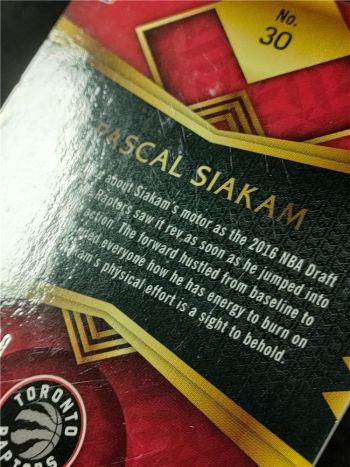 No.
30
PASCAL SIAKAM
about Siakam's motor as the 2016 NBA Draft
Raptors saw it rev as soon as he jumped into
action. The forward hustled from baseline to
everyone how he has energy to burn on
physical effort is a sight to behold.
TORONTO
RAPTORS